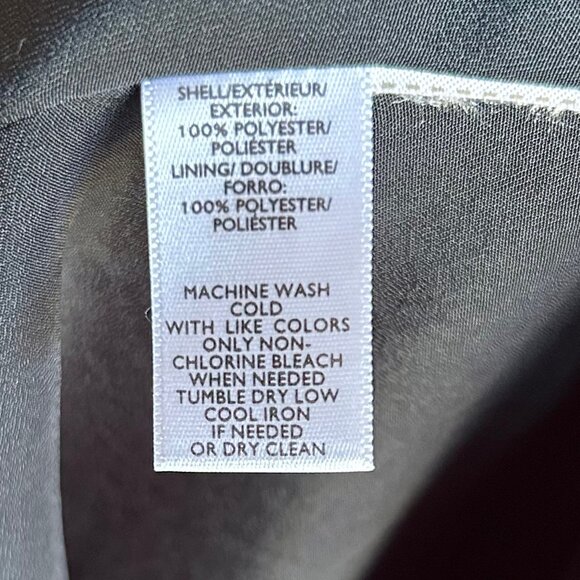 SHELL/EXTÉRIEUR/
EXTERIOR:
100% POLYESTER/
POLIÉSTER
LINING/ DOUBLURE/
FORRO:
100% POLYESTER/
POLIÉSTER
MACHINE WASH
COLD
WITH LIKE COLORS
ONLY NON-
CHLORINE BLEACH
WHEN NEEDED
TUMBLE DRY LOW
COOL IRON
IF NEEDED
OR DRY CLEAN